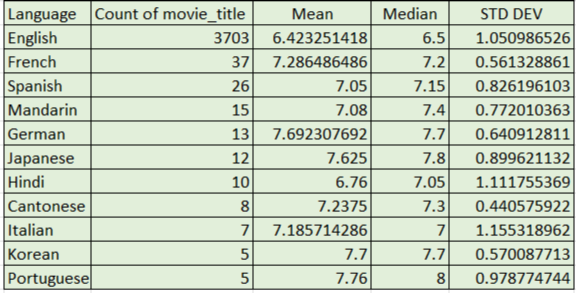 Language Count of movie_title Mean Median STD DEV
English 3703 6.423251418 6.5 1.050986526
French 37 7.286486486 7.2 0.561328861
Spanish 26 7.05 7.15 0.826196103
Mandarin 15 7.08 7.4 0.772010363
German 13 7.692307692 7.7 0.640912811
Japanese 12 7.625 7.8 0.899621132
Hindi 10 6.76 7.05 1.111755369
Cantonese 8 7.2375 7.3 0.440575922
Italian 7 7.185714286 7 1.155318962
Korean 5 7.7 7.7 0.570087713
Portuguese 5 7.76 8 0.978774744